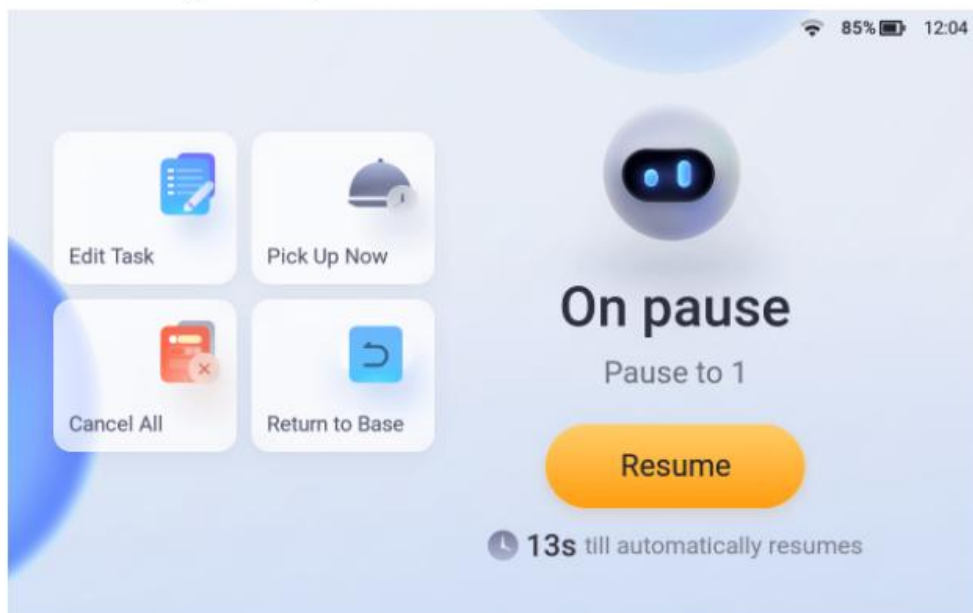 85% 12:04
Edit Task
Pick Up Now
Cancel All
Return to Base
On pause
Pause to 1
Resume
13s till automatically resumes